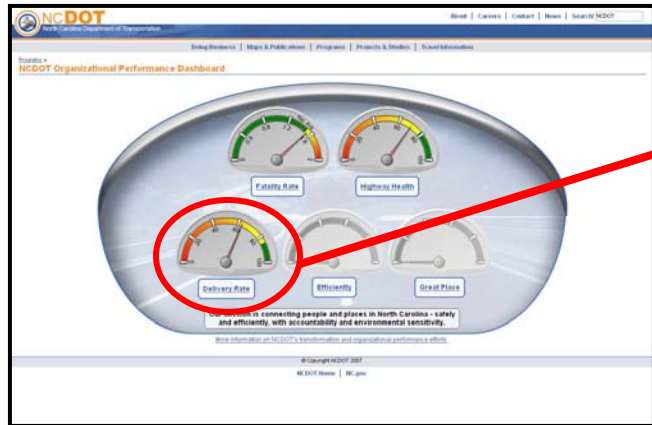 NCDOT
North Carolina Department of Transportation
About | Careers | Contact | News | Search: NCDOT
Doing Business | Maps & Publications | Programs | Projects & Studies | Travel Information
Programs >
NCDOT Organizational Performance Dashboard
Fatality Rate
Highway Health
Delivery Rate
Efficiently
Great Place
Our mission is connecting people and places in North Carolina - safely
and efficiently, with accountability and environmental sensitivity.
More information on NCDOT's transformation and organizational performance efforts.
© Copyright NCDOT 2007
NCDOT Home | NC.gov